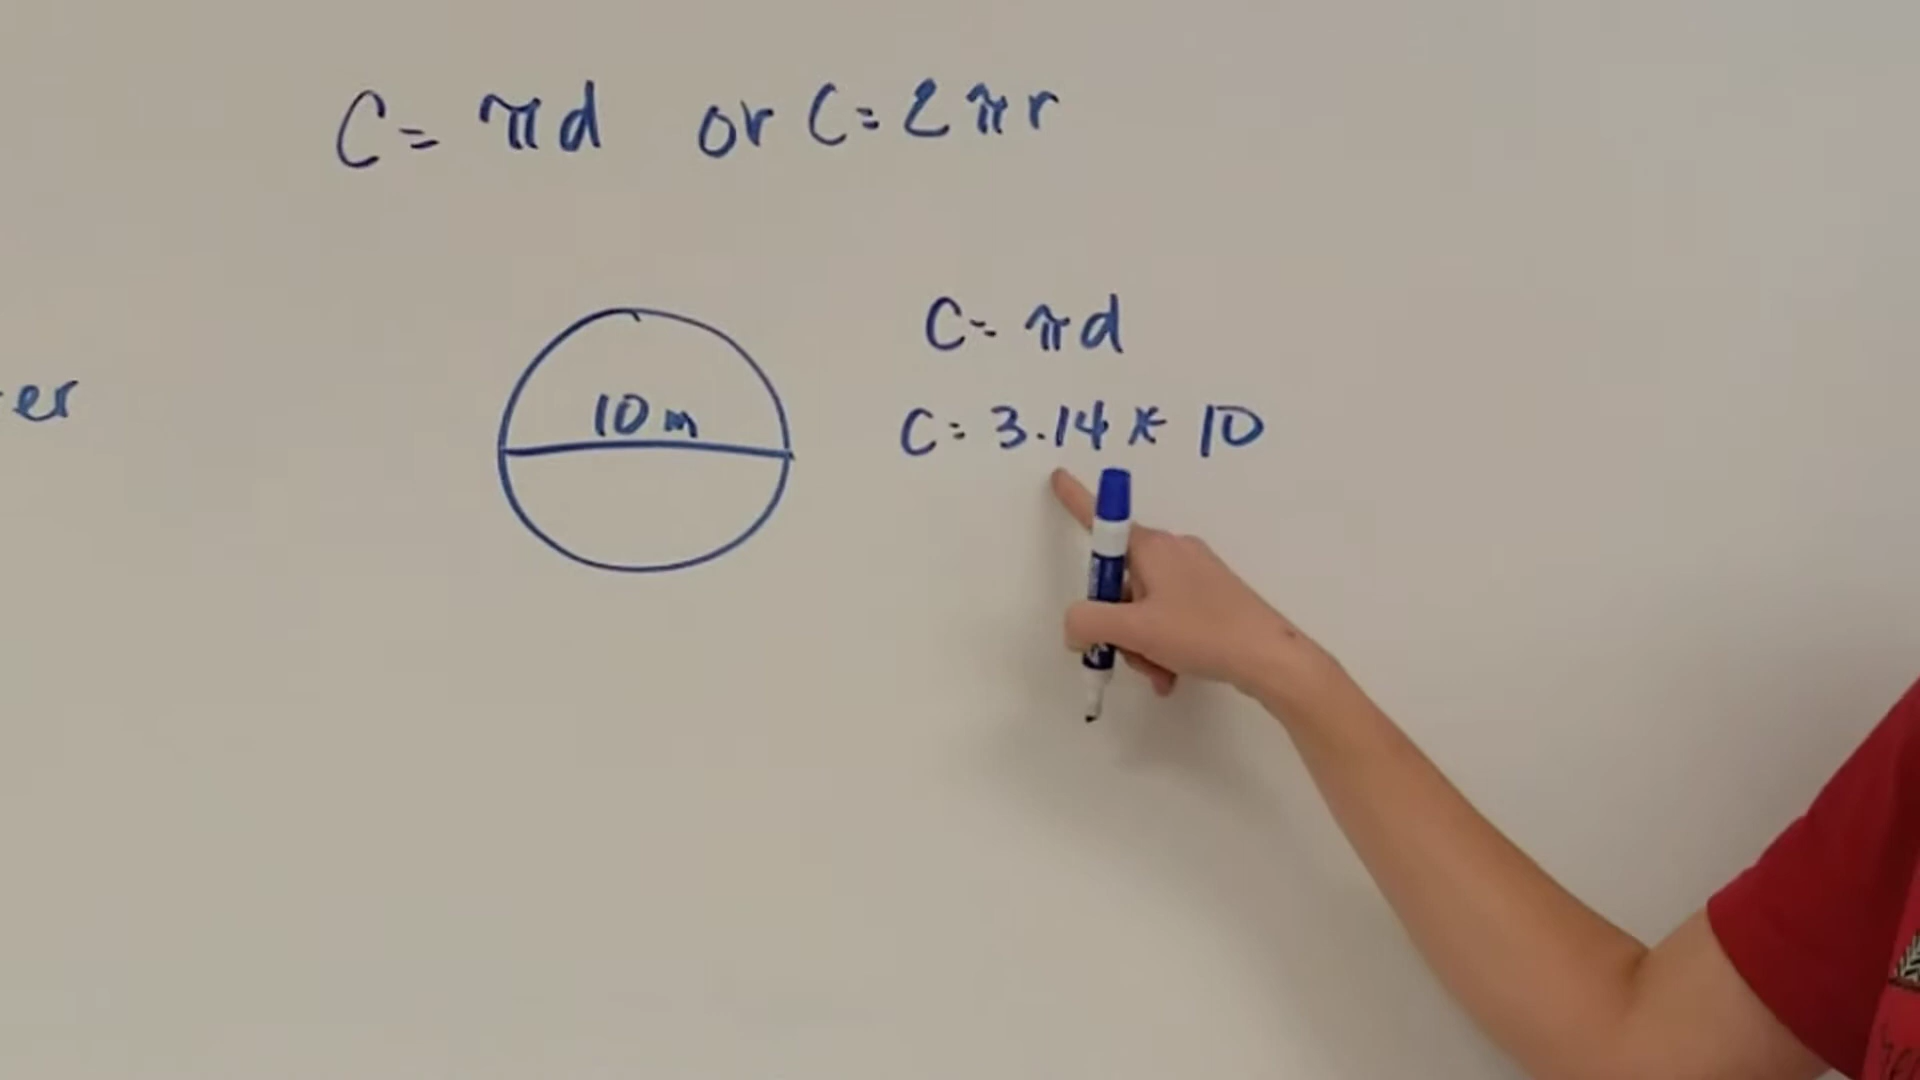 C = πd or C = 2πr
er
10 m
C = πd
C = 3.14 * 10